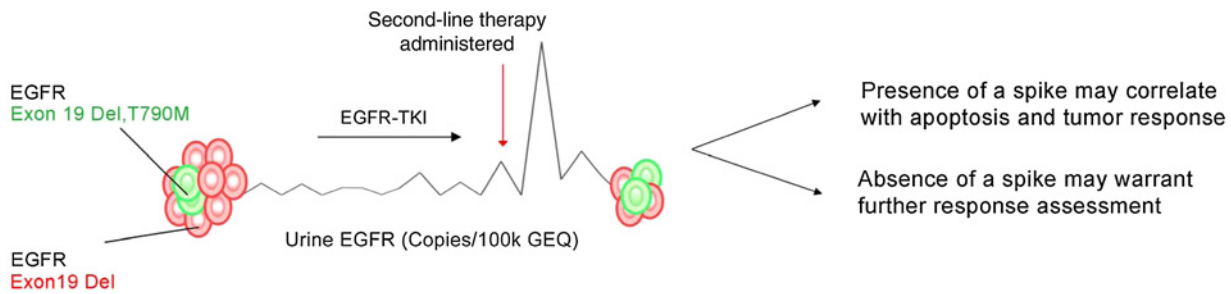 Second-line therapy
administered
EGFR
Exon 19 Del,T790M
EGFR-TKI
Urine EGFR (Copies/100k GEQ)
EGFR
Exon19 Del
Presence of a spike may correlate
with apoptosis and tumor response
Absence of a spike may warrant
further response assessment